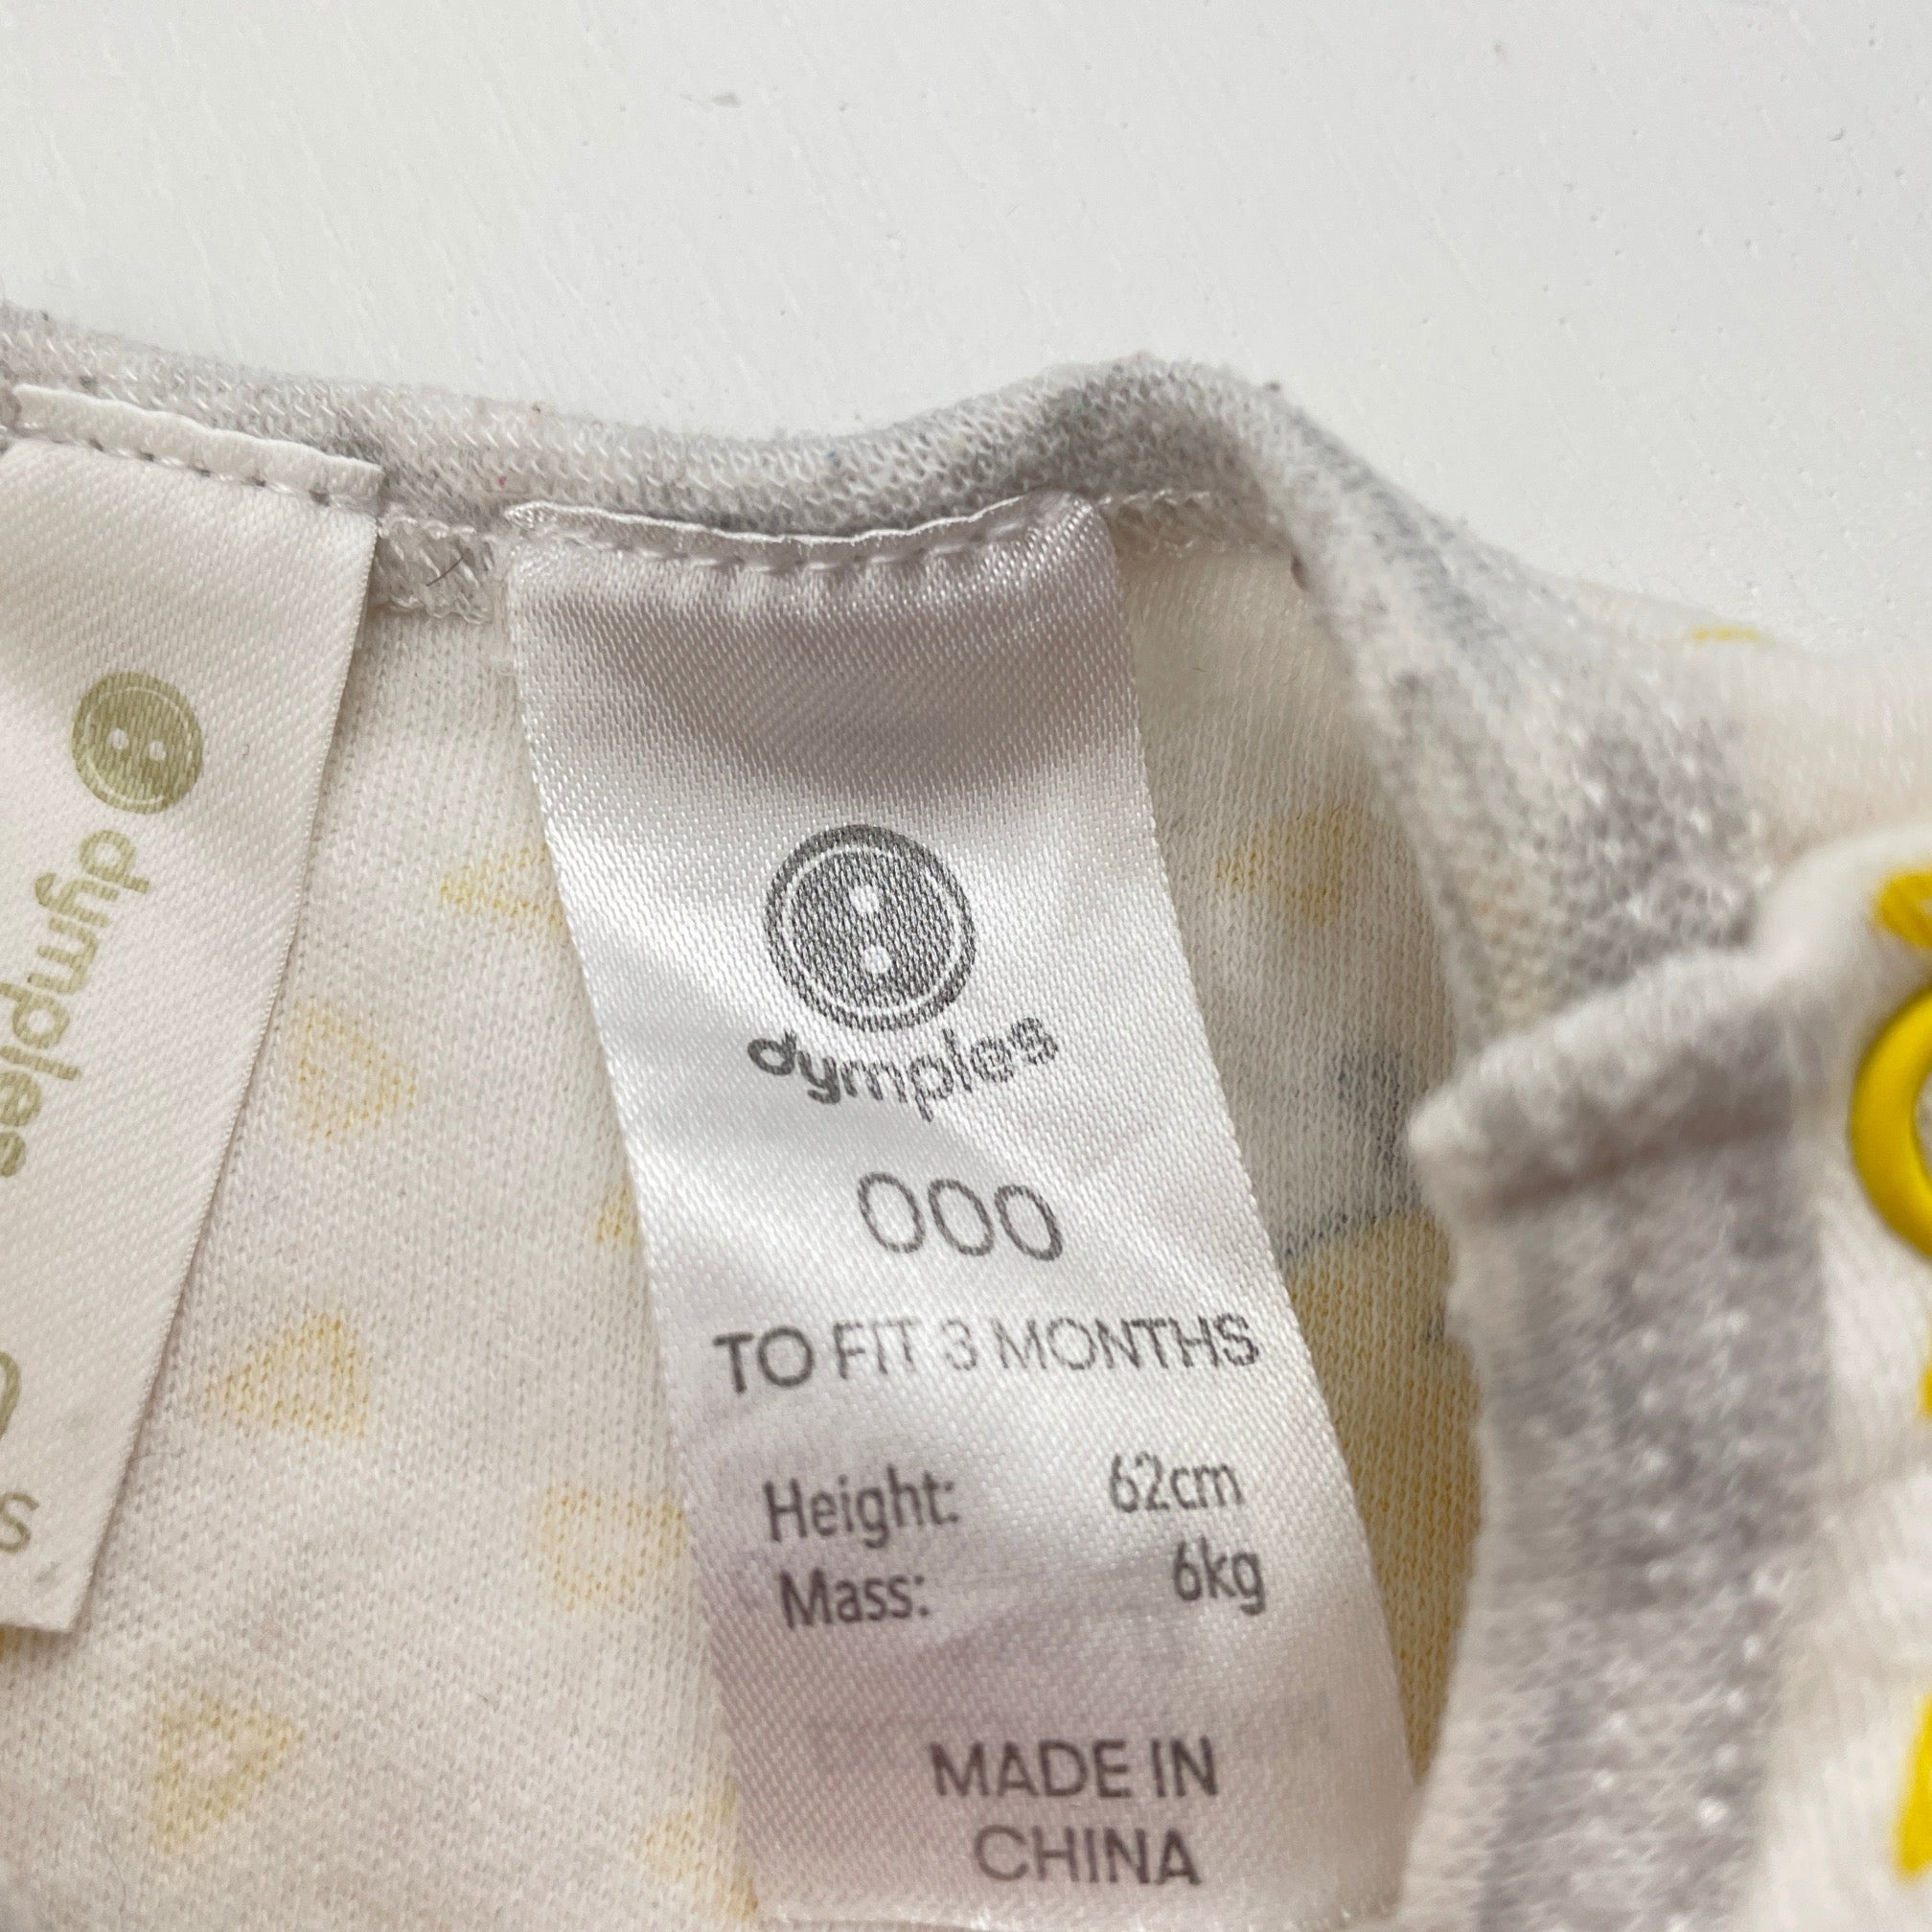 dymples
dymples
000
TO FIT 3 MONTHS
Height: 62cm
Mass: 6kg
MADE IN
CHINA